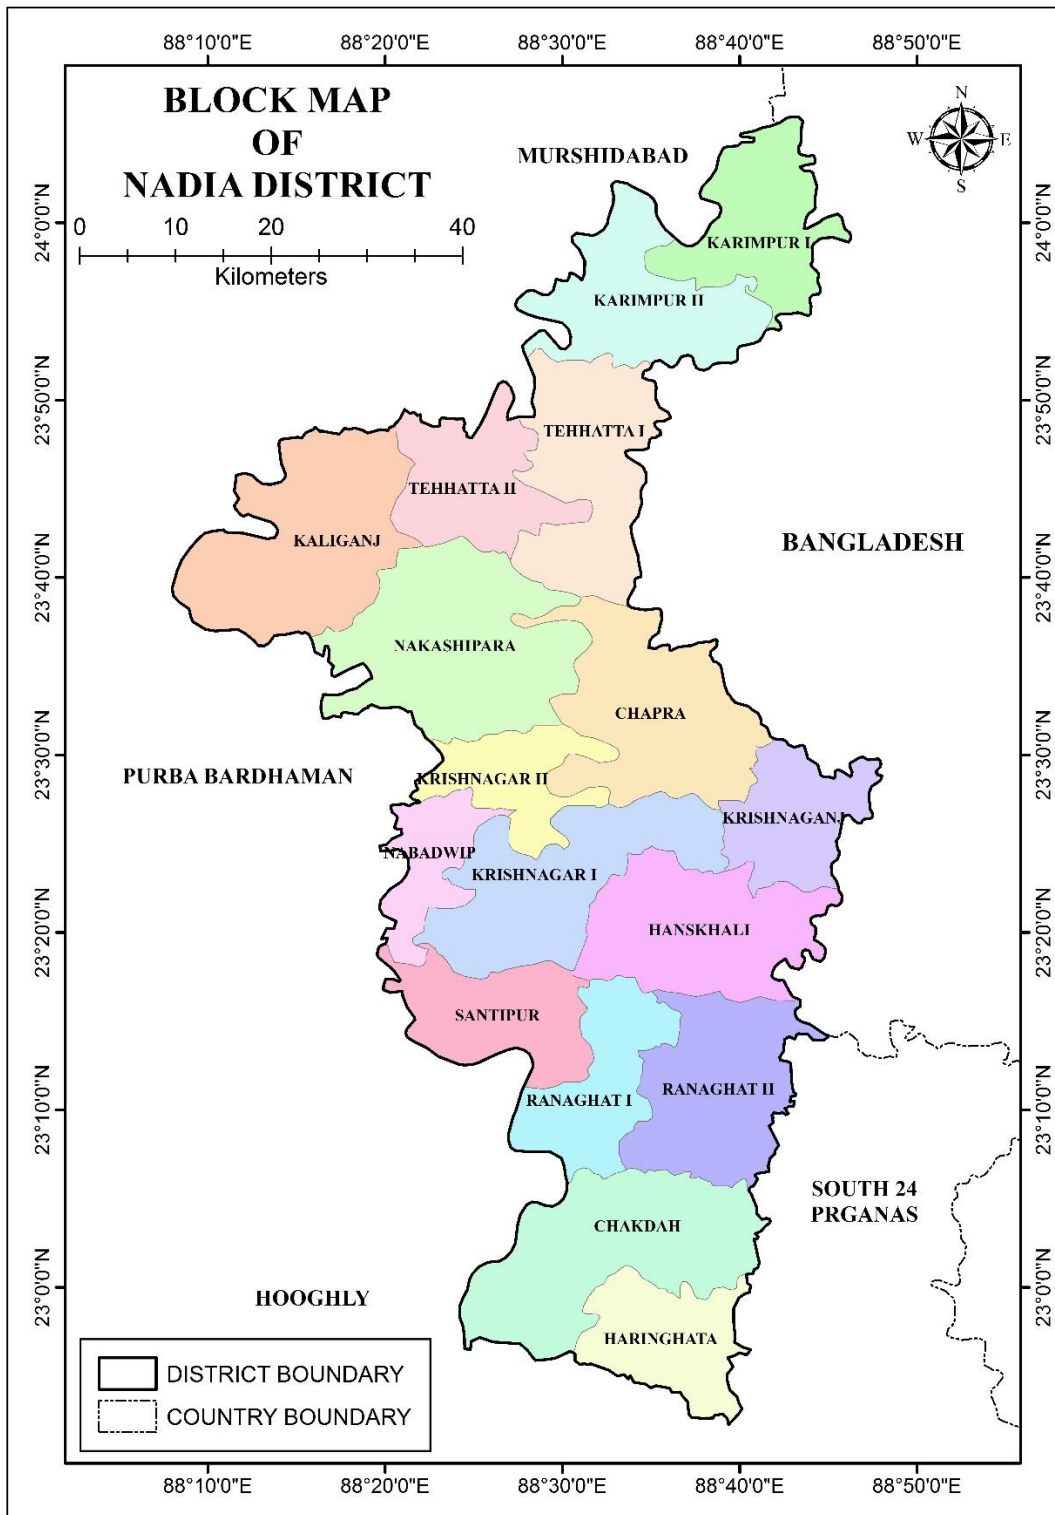 88°10'0"E 88°20'0"E 88°30'0"E 88°40'0"E 88°50'0"E
BLOCK MAP
OF
NADIA DISTRICT
0 10 20 40
Kilometers
N
W E
S
MURSHIDABAD
24°0'0"N 24°0'0"N
KARIMPUR I
KARIMPUR II
23°50'0"N 23°50'0"N
TEHHATTA I
TEHHATTA II
KALIGANJ
BANGLADESH
23°40'0"N 23°40'0"N
NAKASHIPARA
CHAPRA
23°30'0"N 23°30'0"N
PURBA BARDHAMAN
KRISHNAGAR II
KRISHNAGANJ
NABADWIP
KRISHNAGAR I
23°20'0"N 23°20'0"N
HANSKHALI
SANTIPUR
RANAGHAT II
RANAGHAT I
23°10'0"N 23°10'0"N
SOUTH 24
PRGANAS
CHAKDAH
23°0'0"N 23°0'0"N
HOOGHLY
HARINGHATA
DISTRICT BOUNDARY
COUNTRY BOUNDARY
88°10'0"E 88°20'0"E 88°30'0"E 88°40'0"E 88°50'0"E